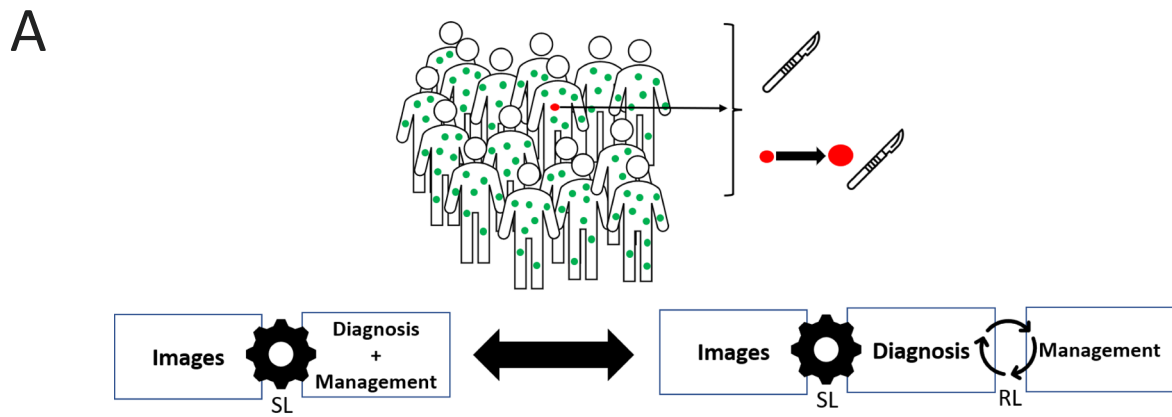 A
Images
Diagnosis
+
Management
SL
Images
Diagnosis
Management
SL
RL